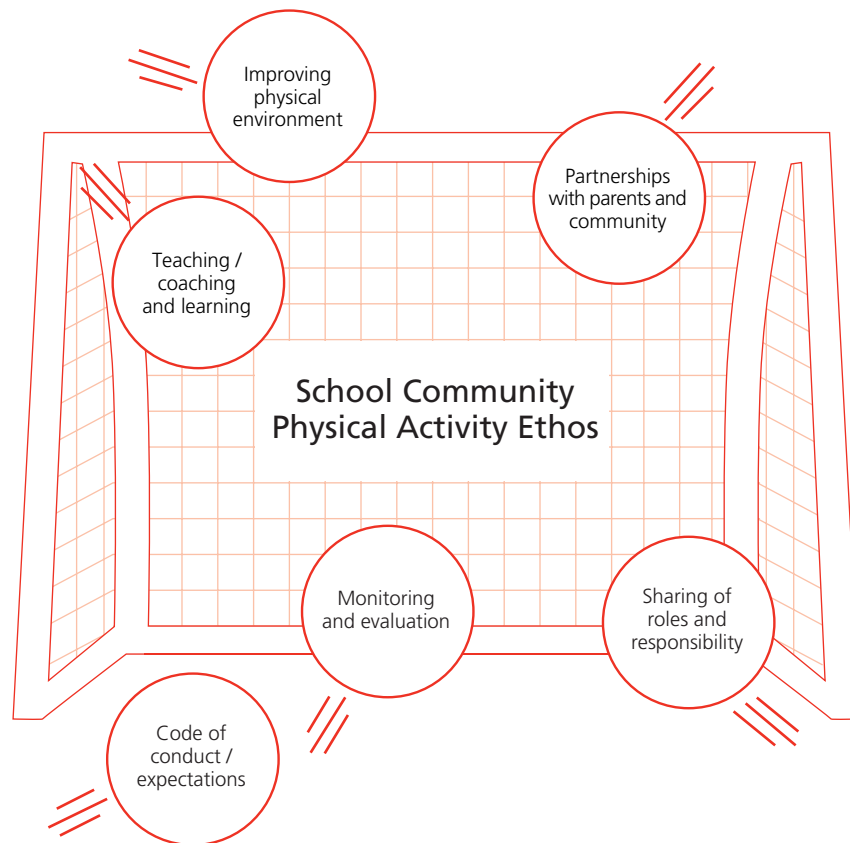 Improving
physical
environment
Partnerships
with parents and
community
Teaching /
coaching
and learning
School Community
Physical Activity Ethos
Monitoring
and evaluation
Sharing of
roles and
responsibility
Code of
conduct /
expectations